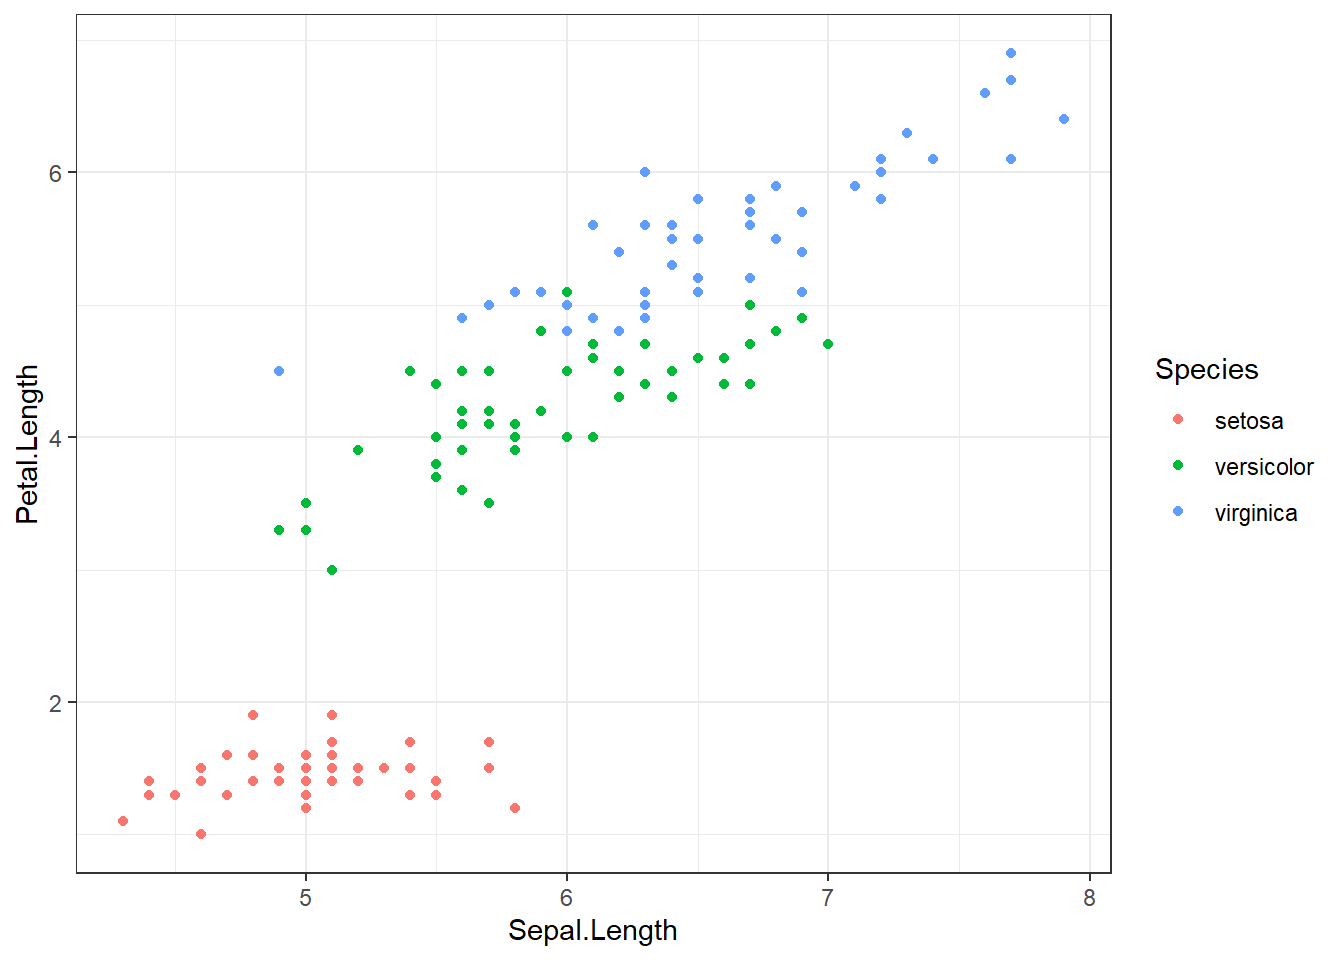 6
4
2
Petal.Length
5 6 7 8
Sepal.Length
Species
setosa
versicolor
virginica